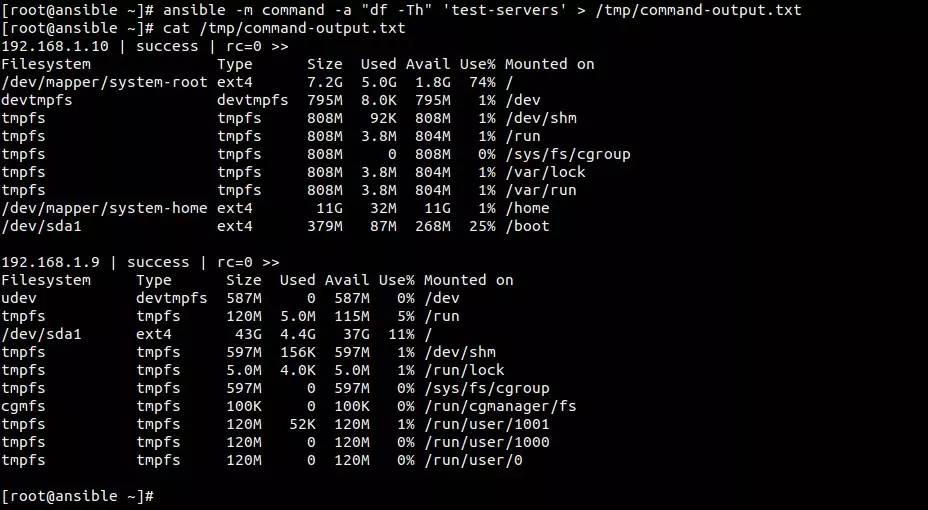 [root@ansible ~]# ansible -m command -a "df -Th" 'test-servers' > /tmp/command-output.txt
[root@ansible ~]# cat /tmp/command-output.txt
192.168.1.10 | success | rc=0 >>
Filesystem              Type      Size  Used Avail Use% Mounted on
/dev/mapper/system-root ext4      7.2G  5.0G  1.8G  74% /
devtmpfs                devtmpfs  795M  8.0K  795M   1% /dev
tmpfs                   tmpfs     808M   92K  808M   1% /dev/shm
tmpfs                   tmpfs     808M  3.8M  804M   1% /run
tmpfs                   tmpfs     808M     0  808M   0% /sys/fs/cgroup
tmpfs                   tmpfs     808M  3.8M  804M   1% /var/lock
tmpfs                   tmpfs     808M  3.8M  804M   1% /var/run
/dev/mapper/system-home ext4       11G   32M   11G   1% /home
/dev/sda1               ext4      379M   87M  268M  25% /boot

192.168.1.9 | success | rc=0 >>
Filesystem     Type      Size  Used Avail Use% Mounted on
udev           devtmpfs  587M     0  587M   0% /dev
tmpfs          tmpfs     120M  5.0M  115M   5% /run
/dev/sda1      ext4       43G  4.4G   37G  11% /
tmpfs          tmpfs     597M  156K  597M   1% /dev/shm
tmpfs          tmpfs     5.0M  4.0K  5.0M   1% /run/lock
tmpfs          tmpfs     597M     0  597M   0% /sys/fs/cgroup
cgmfs          tmpfs     100K     0  100K   0% /run/cgmanager/fs
tmpfs          tmpfs     120M   52K  120M   1% /run/user/1001
tmpfs          tmpfs     120M     0  120M   0% /run/user/1000
tmpfs          tmpfs     120M     0  120M   0% /run/user/0

[root@ansible ~]#